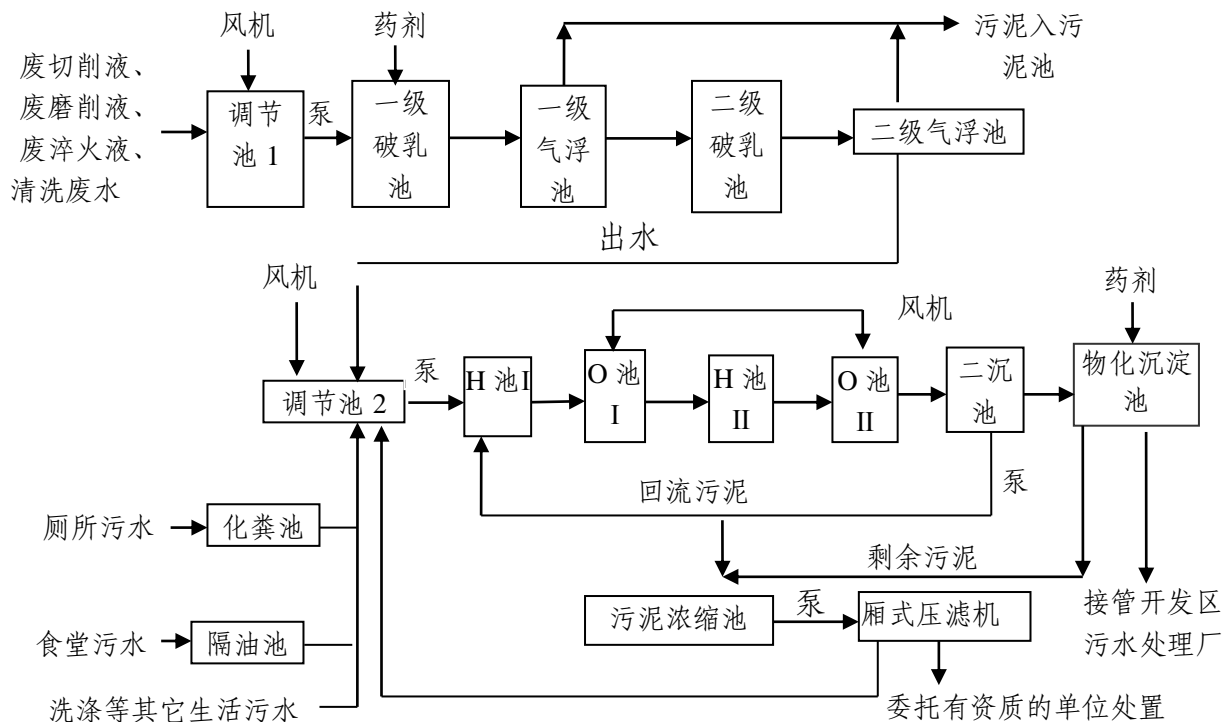 风机
药剂
污泥入污
泥池
废切削液、
废磨削液、
废淬火液、
清洗废水
调节
池 1
泵
一级
破乳
池
一级
气浮
池
二级
破乳
池
二级气浮池
出水
风机
风机
药剂
调节池 2
泵
H 池I
O 池
I
H 池
II
O 池
II
二沉
池
物化沉淀
池
回流污泥
泵
厕所污水
化粪池
剩余污泥
食堂污水
隔油池
污泥浓缩池
泵
厢式压滤机
接管开发区
污水处理厂
洗涤等其它生活污水
委托有资质的单位处置